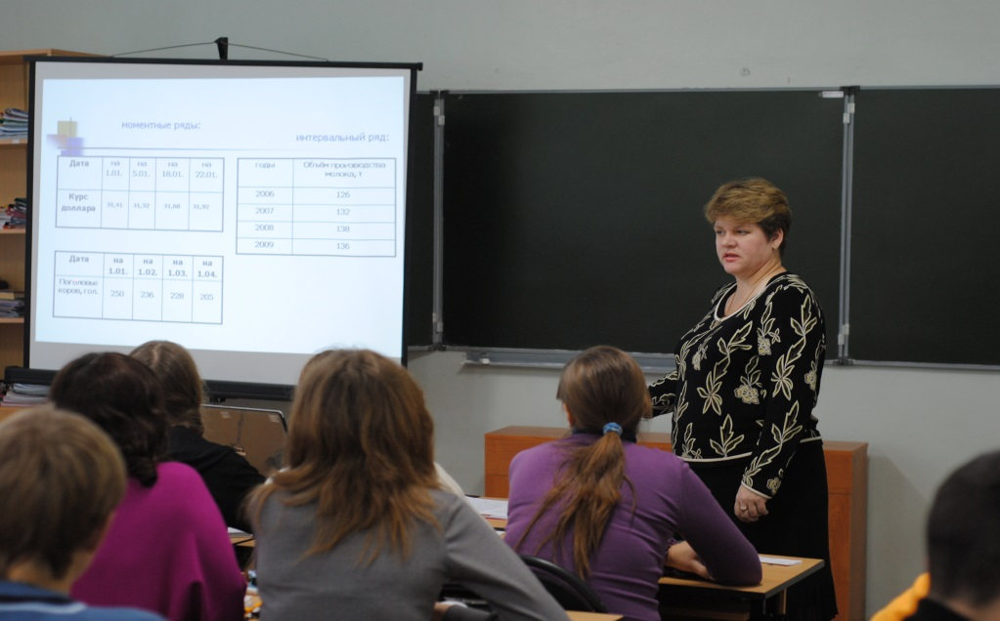 моментные ряды:
интервальный ряд:
Дата на 1.01. на 5.01. на 18.01. на 22.01.
Курс доллара 31,41 31,52 31,68 31,92
годы Объём производства молока, т
2006 126
2007 132
2008 138
2009 136
Дата на 1.01. на 1.02. на 1.03. на 1.04.
Поголовье коров, гол. 250 236 228 205